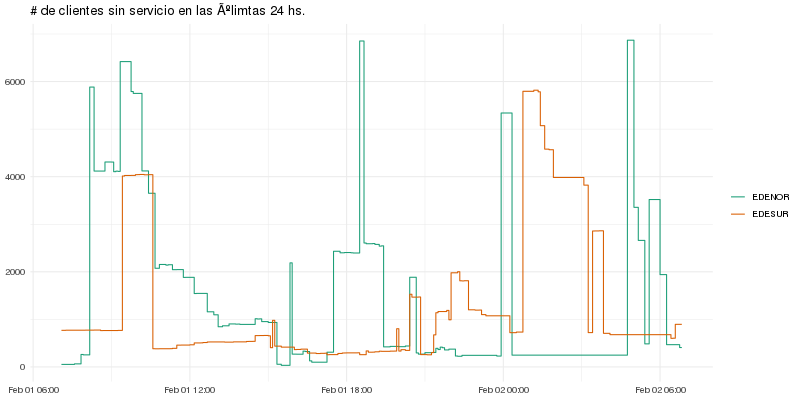 # de clientes sin servicio en las Ãºlimtas 24 hs.
6000
4000
2000
0
Feb 01 06:00
Feb 01 12:00
Feb 01 18:00
Feb 02 00:00
Feb 02 06:00
EDENOR
EDESUR